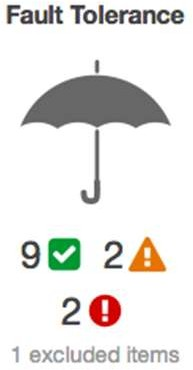 Fault Tolerance
9 2
2
1 excluded items